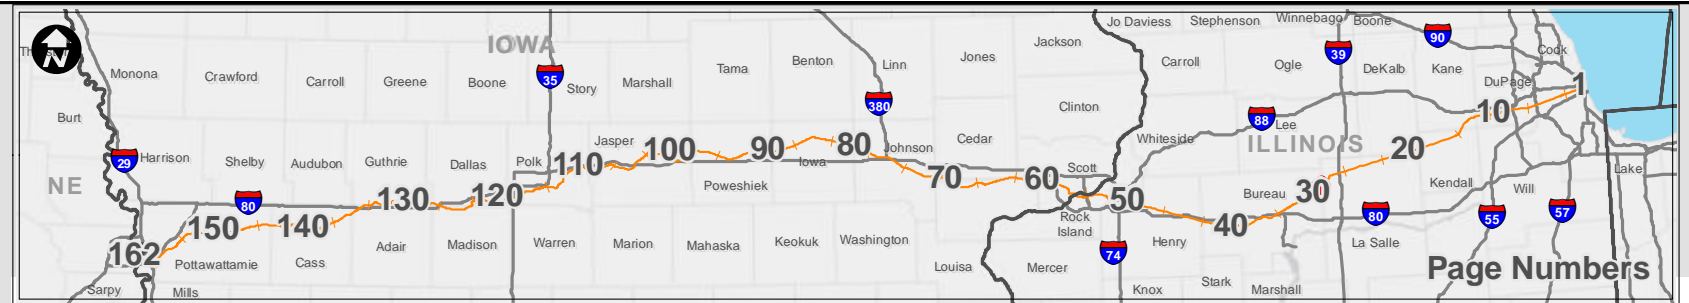 Jo Daviess Stephenson Winnebago Boone
IOWA
Jackson
90
39
Cook
Th
N
Monona Crawford Carroll Greene Boone
35
Story
Marshall Tama Benton Linn Jones
Carroll Ogle DeKalb Kane
DuPage
1
380
Clinton
10
Burt
88
Lee
Jasper
Cedar
Whiteside
ILLINOIS
20
29
Harrison Shelby Audubon Guthrie Dallas Polk
110 100 90 80
Iowa
Johnson
Scott
Lake
NE
Poweshiek
70 60
50
Bureau
30
Kendall
Will
80
150 140 130 120
Rock
Island
40
80
55
57
162
Pottawattamie Cass Adair Madison Warren Marion Mahaska Keokuk Washington
Louisa Mercer
74
Henry
La Salle
Page Numbers
Sarpy Mills
Knox Stark Marshall